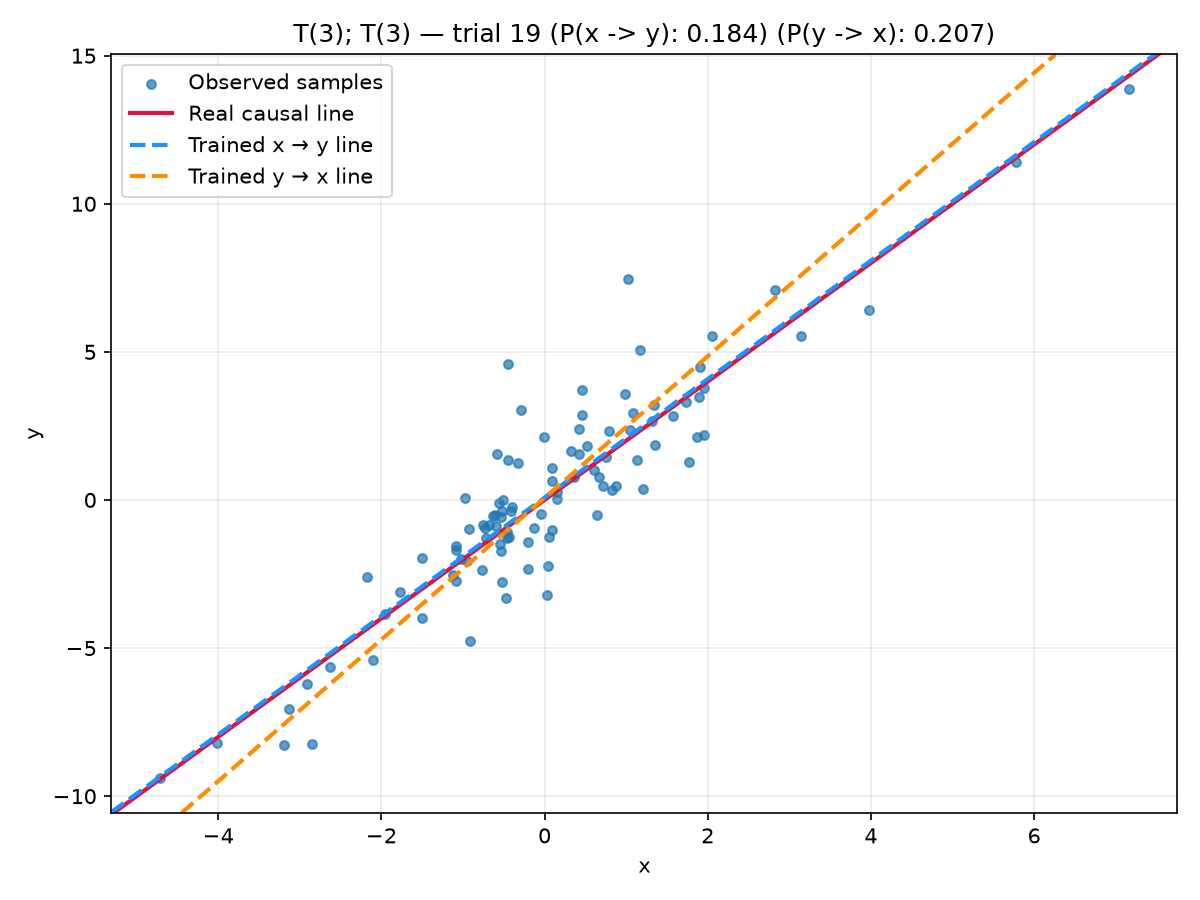 T(3); T(3) — trial 19 (P(x -> y): 0.184) (P(y -> x): 0.207)
Observed samples
Real causal line
Trained x → y line
Trained y → x line
15
10
5
0
−5
−10
y
−4
−2
0
2
4
6
x